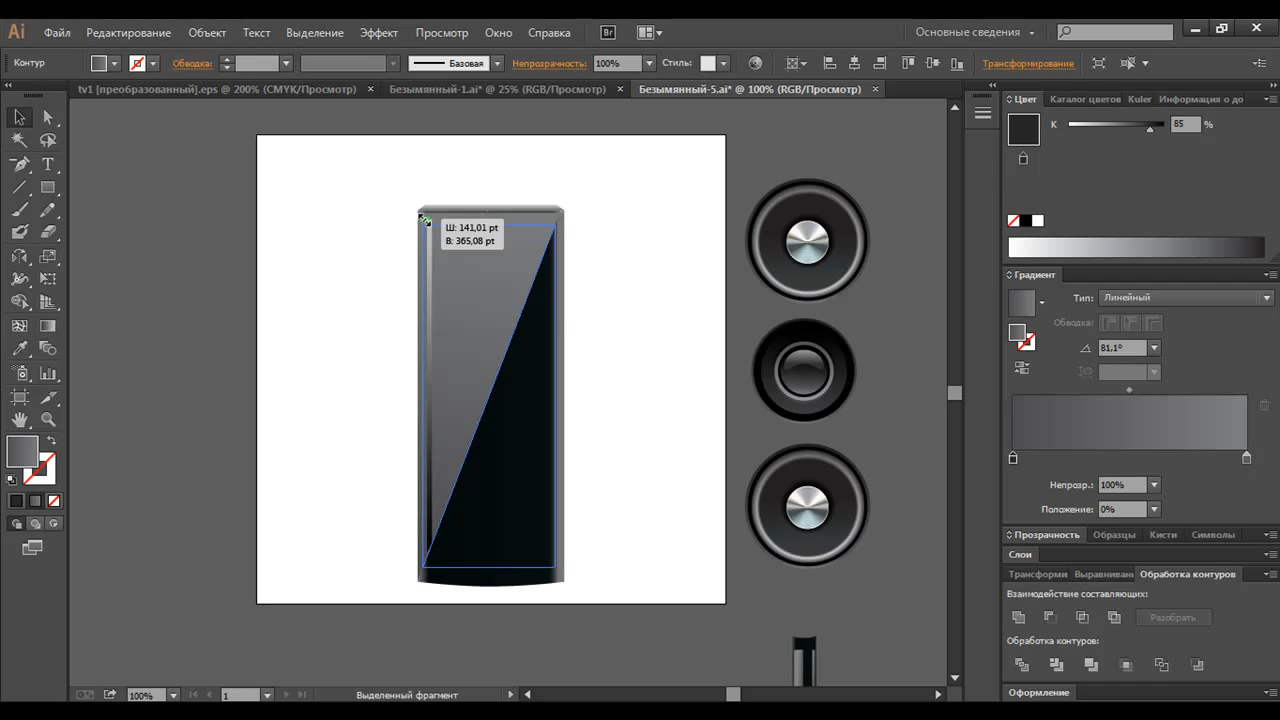 Ai
Файл Редактирование Объект Текст Выделение Эффект Просмотр Окно Справка Br Основные сведения
Контур Обводка: Базовая Непрозрачность: 100% Стиль: Трансформирование
tv1 [преобразованный].eps @ 200% (CMYK/Просмотр) × Безымянный-1.ai* @ 25% (RGB/Просмотр) × Безымянный-5.ai* @ 100% (RGB/Просмотр) ×
Цвет Каталог цветов Kuler Информация о до
K 85 %
Ш: 141,01 pt
В: 365,08 pt
Градиент
Тип: Линейный
Обводка:
81,1°
Непрозр.: 100%
Положение: 0%
Прозрачность Образцы Кисти Символы
Слои
Трансформи Выравнивани Обработка контуров
Взаимодействие составляющих:
Разобрать
Обработка контуров:
Оформление
100% 1 Выделенный фрагмент